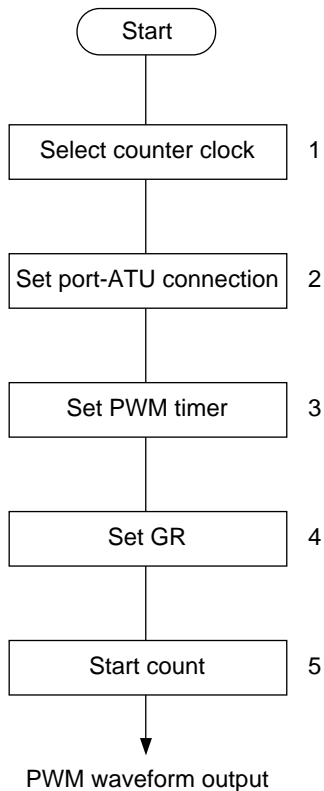 Start
Select counter clock 1
Set port-ATU connection 2
Set PWM timer 3
Set GR 4
Start count 5
PWM waveform output